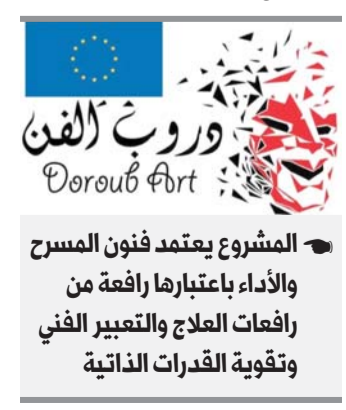 دروب الفن
Doroub Art
المشروع يعتمد فنون المسرح
والأداء باعتبارها رافعة من
رافعات العلاج والتعبير الفني
وتقوية القدرات الذاتية